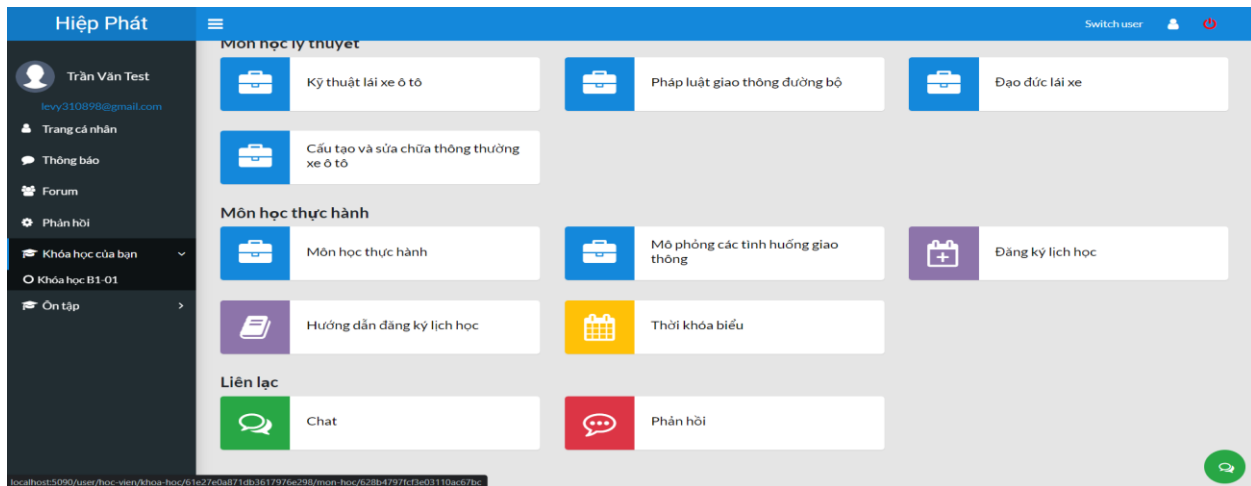 Hiệp Phát
Switch user
Trần Văn Test
levy310898@gmail.com
Trang cá nhân
Thông báo
Forum
Phản hồi
Khóa học của bạn
Khóa học B1-01
Ôn tập
Môn học lý thuyết
Kỹ thuật lái xe ô tô
Pháp luật giao thông đường bộ
Đạo đức lái xe
Cấu tạo và sửa chữa thông thường
xe ô tô
Môn học thực hành
Môn học thực hành
Mô phỏng các tình huống giao
thông
Đăng ký lịch học
Hướng dẫn đăng ký lịch học
Thời khóa biểu
Liên lạc
Chat
Phản hồi
localhost:5090/user/hoc-vien/khoa-hoc/61e27e0a871db3617976e298/mon-hoc/628b4797fcf3e03110ac67bc